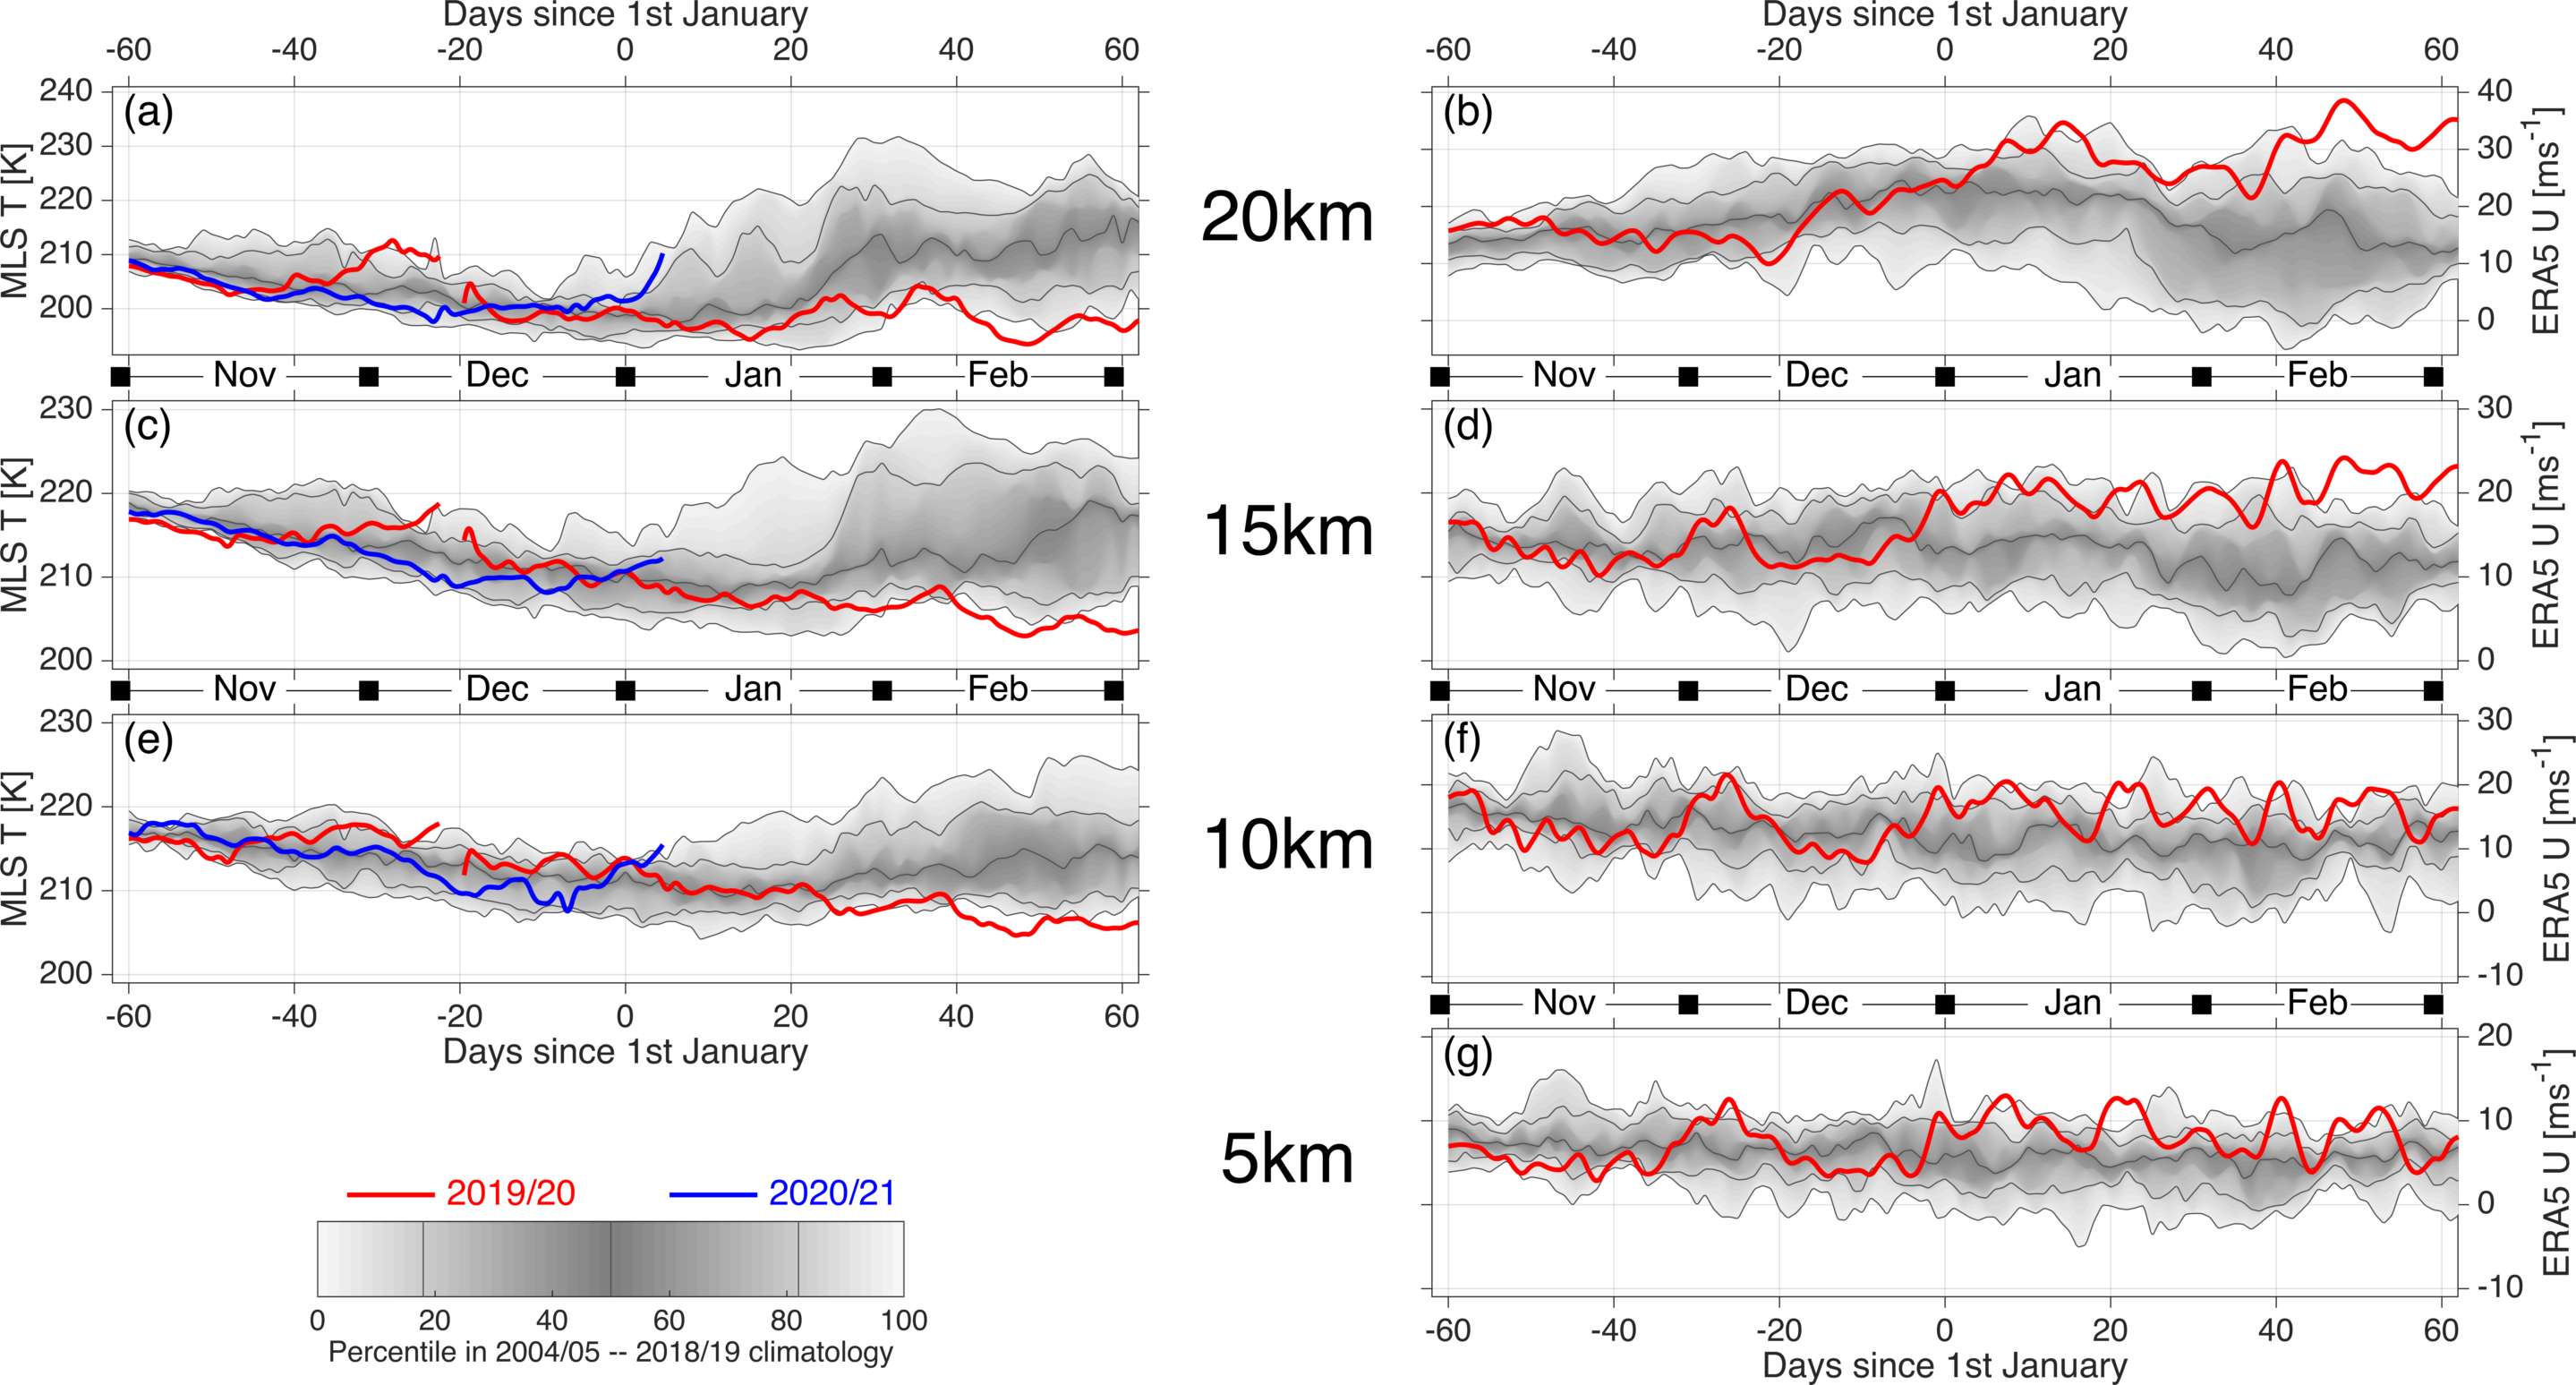 Days since 1st January
Days since 1st January
-60 -40 -20 0 20 40 60
-60 -40 -20 0 20 40 60
240
230
220
210
200
MLS T [K]
(a)
20km
(b)
40
30
20
10
0
ERA5 U [ms-1]
Nov Dec Jan Feb
Nov Dec Jan Feb
230
220
210
200
MLS T [K]
(c)
15km
(d)
30
20
10
0
ERA5 U [ms-1]
Nov Dec Jan Feb
Nov Dec Jan Feb
230
220
210
200
MLS T [K]
(e)
10km
(f)
30
20
10
0
-10
ERA5 U [ms-1]
-60 -40 -20 0 20 40 60
Days since 1st January
Nov Dec Jan Feb
5km
(g)
20
10
0
-10
ERA5 U [ms-1]
-60 -40 -20 0 20 40 60
Days since 1st January
2019/20
2020/21
0 20 40 60 80 100
Percentile in 2004/05 -- 2018/19 climatology